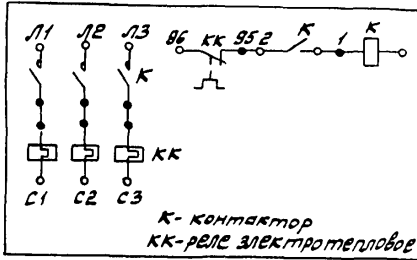 Л1 Л2 Л3
96 КК 95 2 К 1 К
К
КК
С1 С2 С3
К - контактор
КК - реле электротепловое